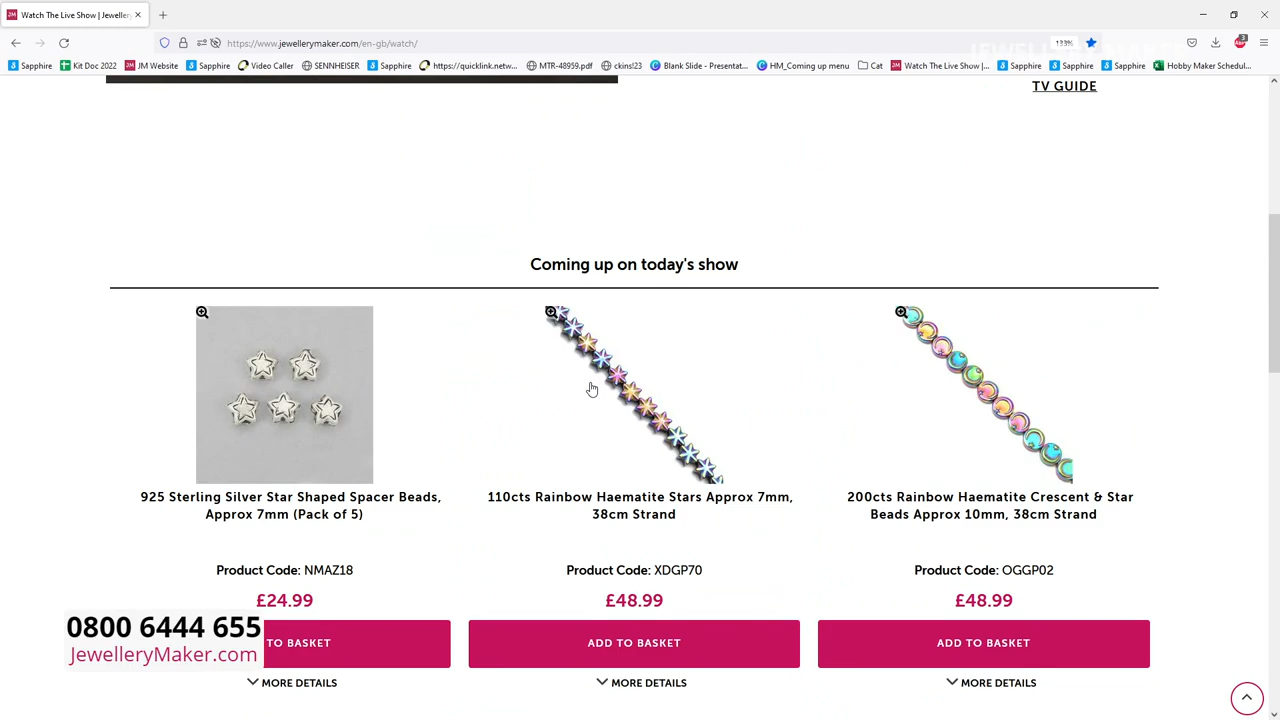 Watch The Live Show | Jewellery
https://www.jewellerymaker.com/en_gb/watch/
133%
JEWELLERYMAKER
Sapphire Kit Doc 2022 JM Website Sapphire Video Caller SENNHEISER Sapphire https://quicklink.netw... MTR-48959.pdf ckins!23 Blank Slide - Presentat... HM_Coming up menu Cat Watch The Live Show |... Sapphire Sapphire Sapphire Hobby Maker Schedul...
TV GUIDE
Coming up on today's show
925 Sterling Silver Star Shaped Spacer Beads,
Approx 7mm (Pack of 5)
Product Code: NMAZ18
£24.99
TO BASKET
MORE DETAILS
110cts Rainbow Haematite Stars Approx 7mm,
38cm Strand
Product Code: XDGP70
£48.99
ADD TO BASKET
MORE DETAILS
200cts Rainbow Haematite Crescent & Star
Beads Approx 10mm, 38cm Strand
Product Code: OGGP02
£48.99
ADD TO BASKET
MORE DETAILS
0800 6444 655
JewelleryMaker.com